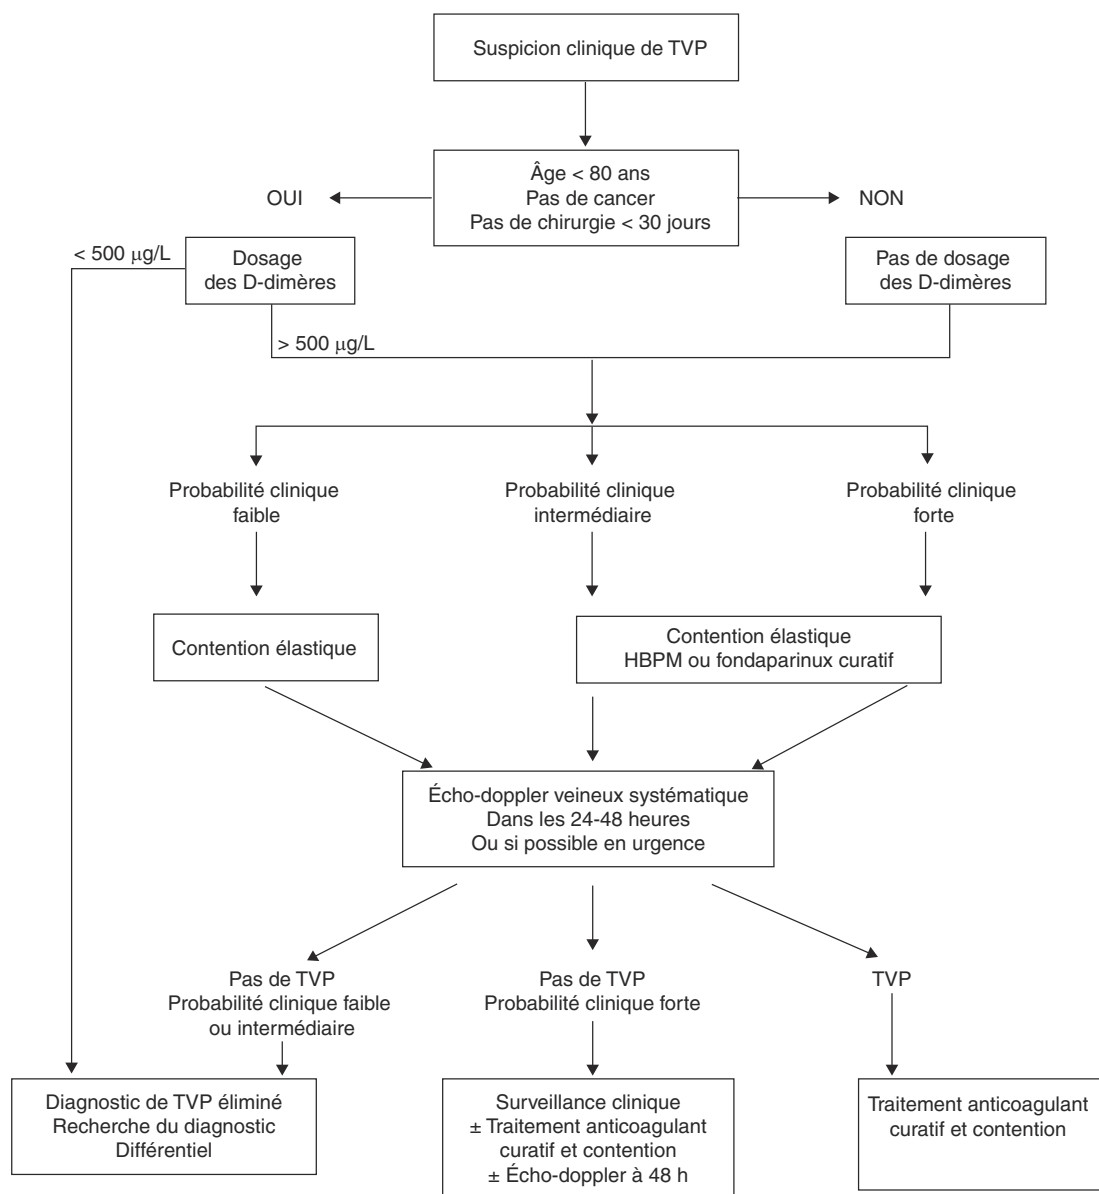 Suspicion clinique de TVP
Âge < 80 ans
Pas de cancer
Pas de chirurgie < 30 jours
OUI
NON
< 500 μg/L
Dosage
des D-dimères
Pas de dosage
des D-dimères
> 500 μg/L
Probabilité clinique
faible
Probabilité clinique
intermédiaire
Probabilité clinique
forte
Contention élastique
Contention élastique
HBPM ou fondaparinux curatif
Écho-doppler veineux systématique
Dans les 24-48 heures
Ou si possible en urgence
Pas de TVP
Probabilité clinique faible
ou intermédiaire
Pas de TVP
Probabilité clinique forte
TVP
Diagnostic de TVP éliminé
Recherche du diagnostic
Différentiel
Surveillance clinique
± Traitement anticoagulant
curatif et contention
± Écho-doppler à 48 h
Traitement anticoagulant
curatif et contention